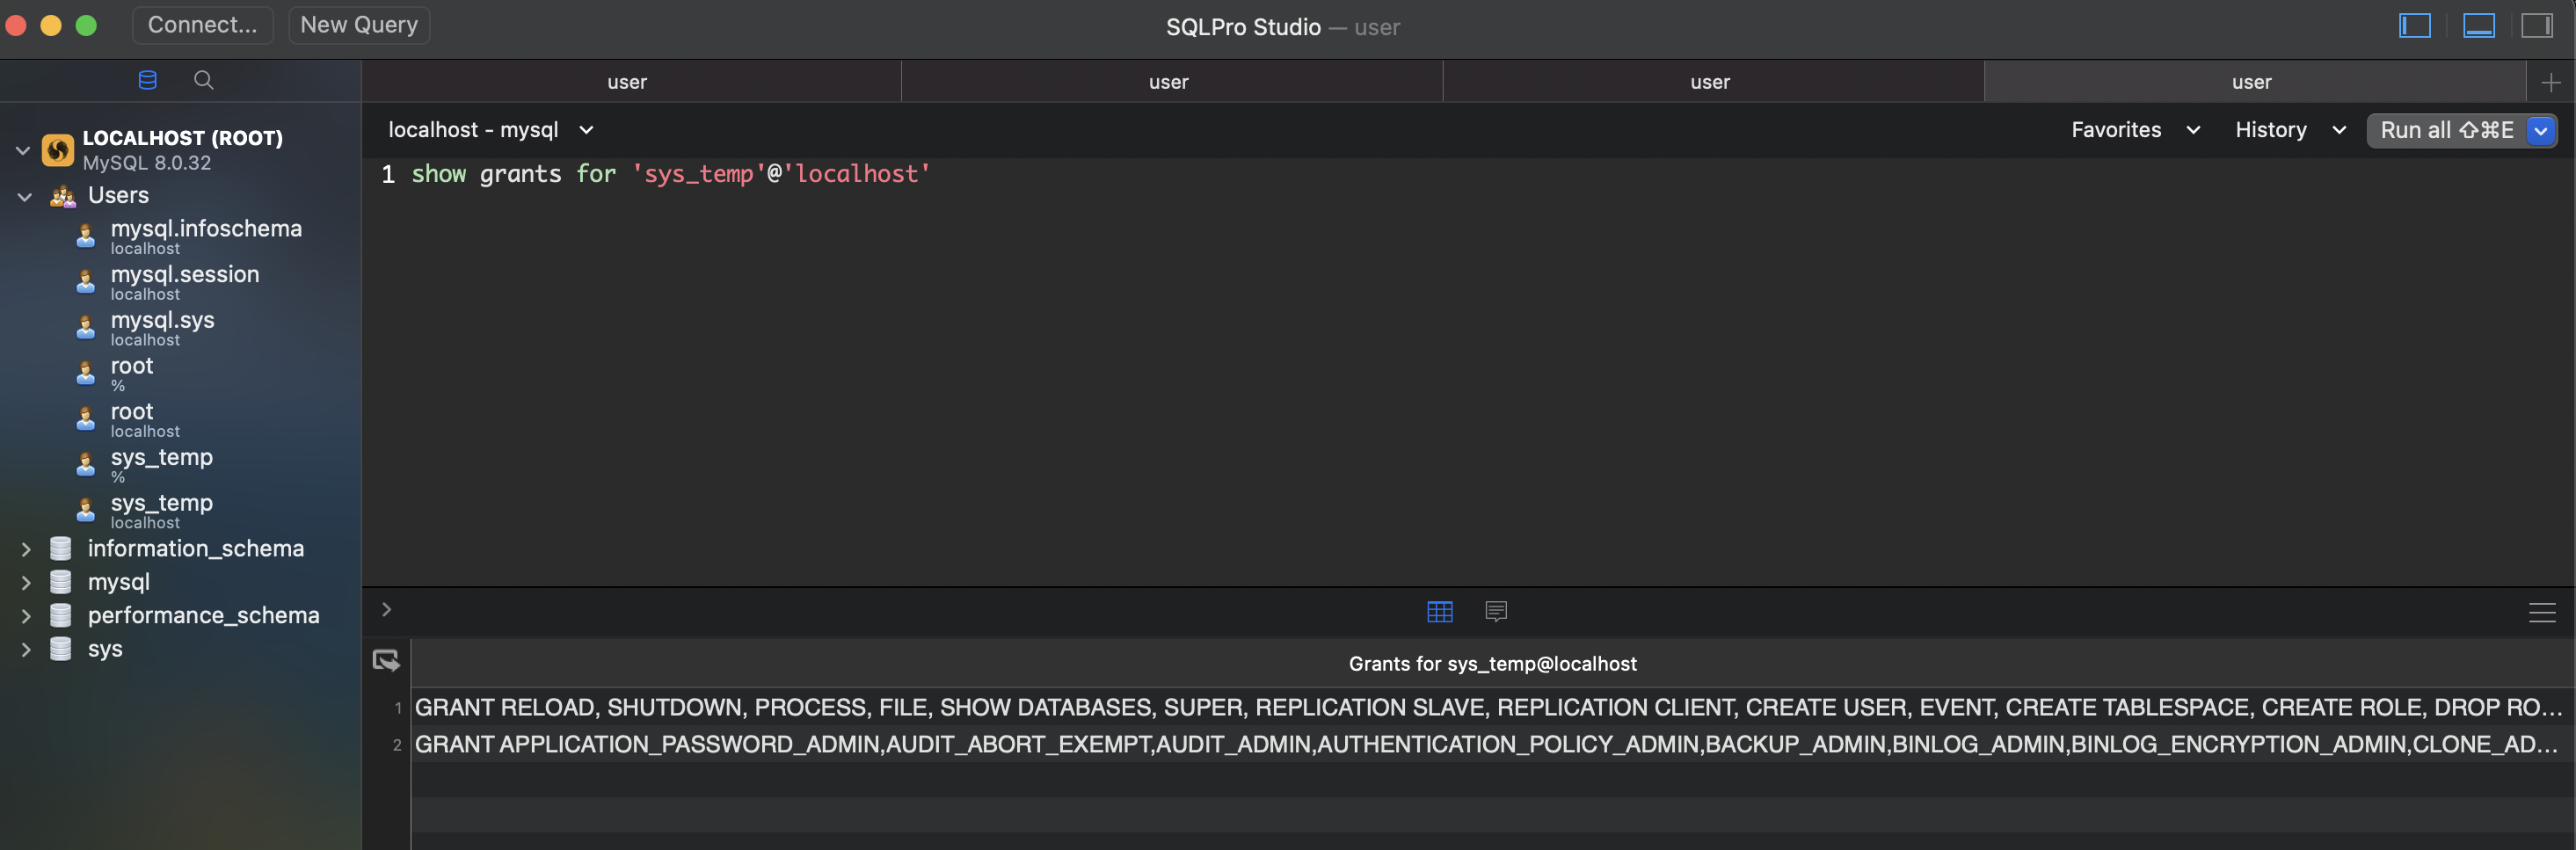 Connect...
New Query
SQLPro Studio — user
user
user
user
user
LOCALHOST (ROOT)
MySQL 8.0.32
Users
mysql.infoschema
localhost
mysql.session
localhost
mysql.sys
localhost
root
%
root
localhost
sys_temp
%
sys_temp
localhost
information_schema
mysql
performance_schema
sys
localhost - mysql
Favorites
History
Run all ⇧⌘E
1 show grants for 'sys_temp'@'localhost'
Grants for sys_temp@localhost
1 GRANT RELOAD, SHUTDOWN, PROCESS, FILE, SHOW DATABASES, SUPER, REPLICATION SLAVE, REPLICATION CLIENT, CREATE USER, EVENT, CREATE TABLESPACE, CREATE ROLE, DROP RO...
2 GRANT APPLICATION_PASSWORD_ADMIN,AUDIT_ABORT_EXEMPT,AUDIT_ADMIN,AUTHENTICATION_POLICY_ADMIN,BACKUP_ADMIN,BINLOG_ADMIN,BINLOG_ENCRYPTION_ADMIN,CLONE_AD...